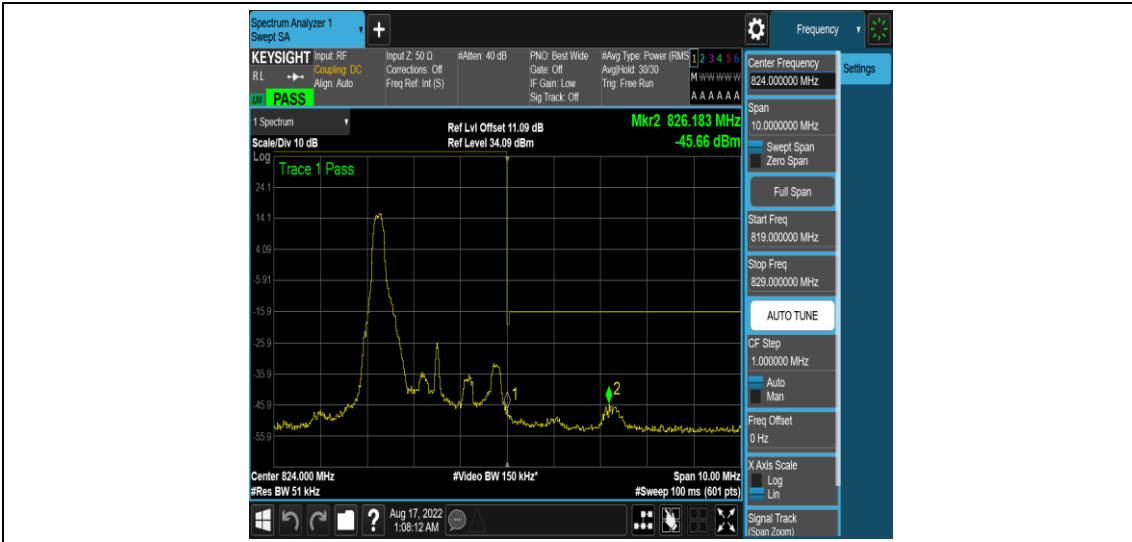 Spectrum Analyzer 1
Swept SA
+
Frequency
KEYSIGHT
RL
LXI PASS
Input: RF
Coupling: DC
Align: Auto
Input Z: 50 Ω
Corrections: Off
Freq Ref: Int (S)
#Atten: 40 dB
PNO: Best Wide
Gate: Off
IF Gain: Low
Sig Track: Off
#Avg Type: Power (RMS
Avg|Hold: 30/30
Trig: Free Run
1 2 3 4 5 6
M W W W W W
A A A A A A
1 Spectrum
Scale/Div 10 dB
Ref Lvl Offset 11.09 dB
Ref Level 34.09 dBm
Mkr2 826.183 MHz
-45.66 dBm
Log
Trace 1 Pass
24.1
14.1
4.09
-5.91
-15.9
-25.9
-35.9
-45.9
-55.9
1
2
Center 824.000 MHz
#Res BW 51 kHz
#Video BW 150 kHz*
Span 10.00 MHz
#Sweep 100 ms (601 pts)
Center Frequency
824.000000 MHz
Settings
Span
10.0000000 MHz
Swept Span
Zero Span
Full Span
Start Freq
819.000000 MHz
Stop Freq
829.000000 MHz
AUTO TUNE
CF Step
1.000000 MHz
Auto
Man
Freq Offset
0 Hz
X Axis Scale
Log
Lin
Signal Track
(Span Zoom)
?
Aug 17, 2022
1:08:12 AM